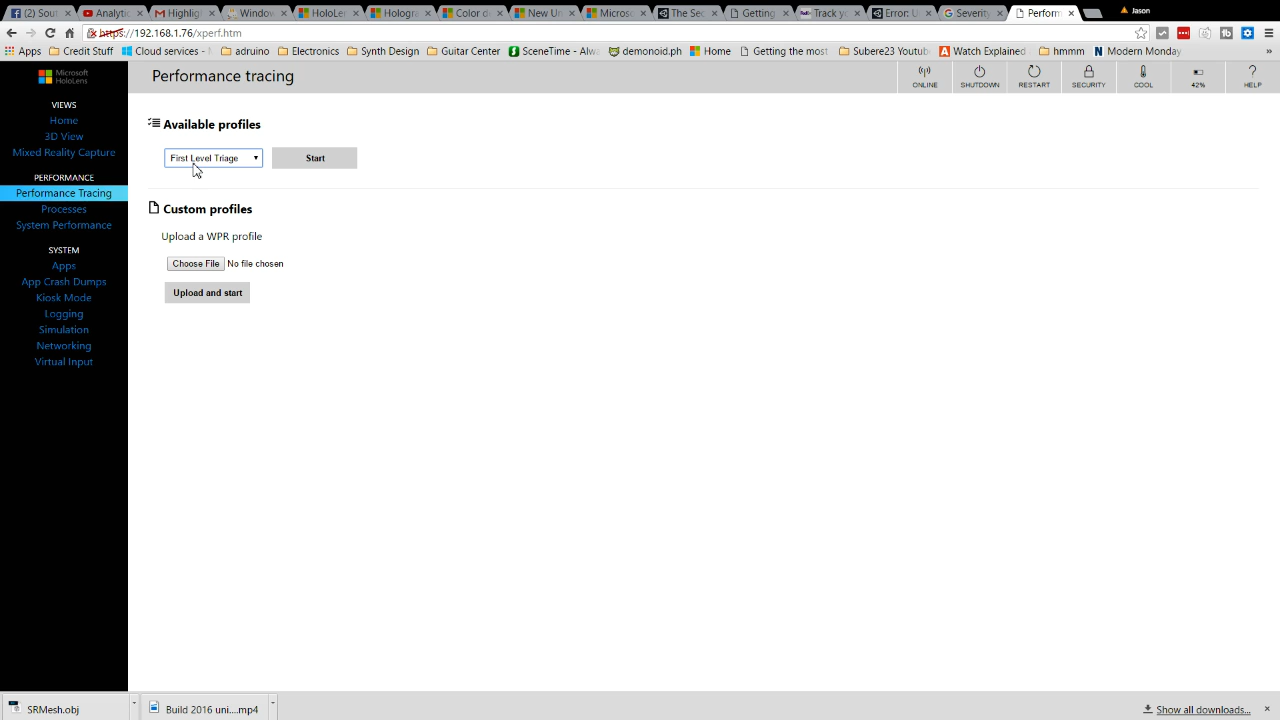 (2) Sout
Analytic
Highligh
Window
HoloLe
Hologra
Color d
New Un
Microso
The Sec
Getting
Track yo
Error: U
Severity
Perform
Jason
https://192.168.1.76/xperf.htm
Apps
Credit Stuff
Cloud services -
adruino
Electronics
Synth Design
Guitar Center
SceneTime - Alwa
demonoid.ph
Home
Getting the most
Subere23 Youtub
Watch Explained
hmmm
Modern Monday
»
Microsoft
HoloLens
Performance tracing
ONLINE
SHUTDOWN
RESTART
SECURITY
COOL
42%
HELP
VIEWS
Home
3D View
Mixed Reality Capture
PERFORMANCE
Performance Tracing
Processes
System Performance
SYSTEM
Apps
App Crash Dumps
Kiosk Mode
Logging
Simulation
Networking
Virtual Input
Available profiles
First Level Triage
Start
Custom profiles
Upload a WPR profile
Choose File No file chosen
Upload and start
SRMesh.obj
Build 2016 uni....mp4
Show all downloads...